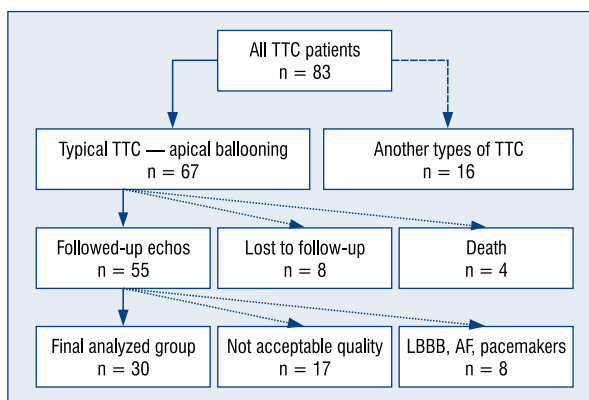 All TTC patients
n = 83
Typical TTC — apical ballooning
n = 67
Another types of TTC
n = 16
Followed-up echos
n = 55
Lost to follow-up
n = 8
Death
n = 4
Final analyzed group
n = 30
Not acceptable quality
n = 17
LBBB, AF, pacemakers
n = 8